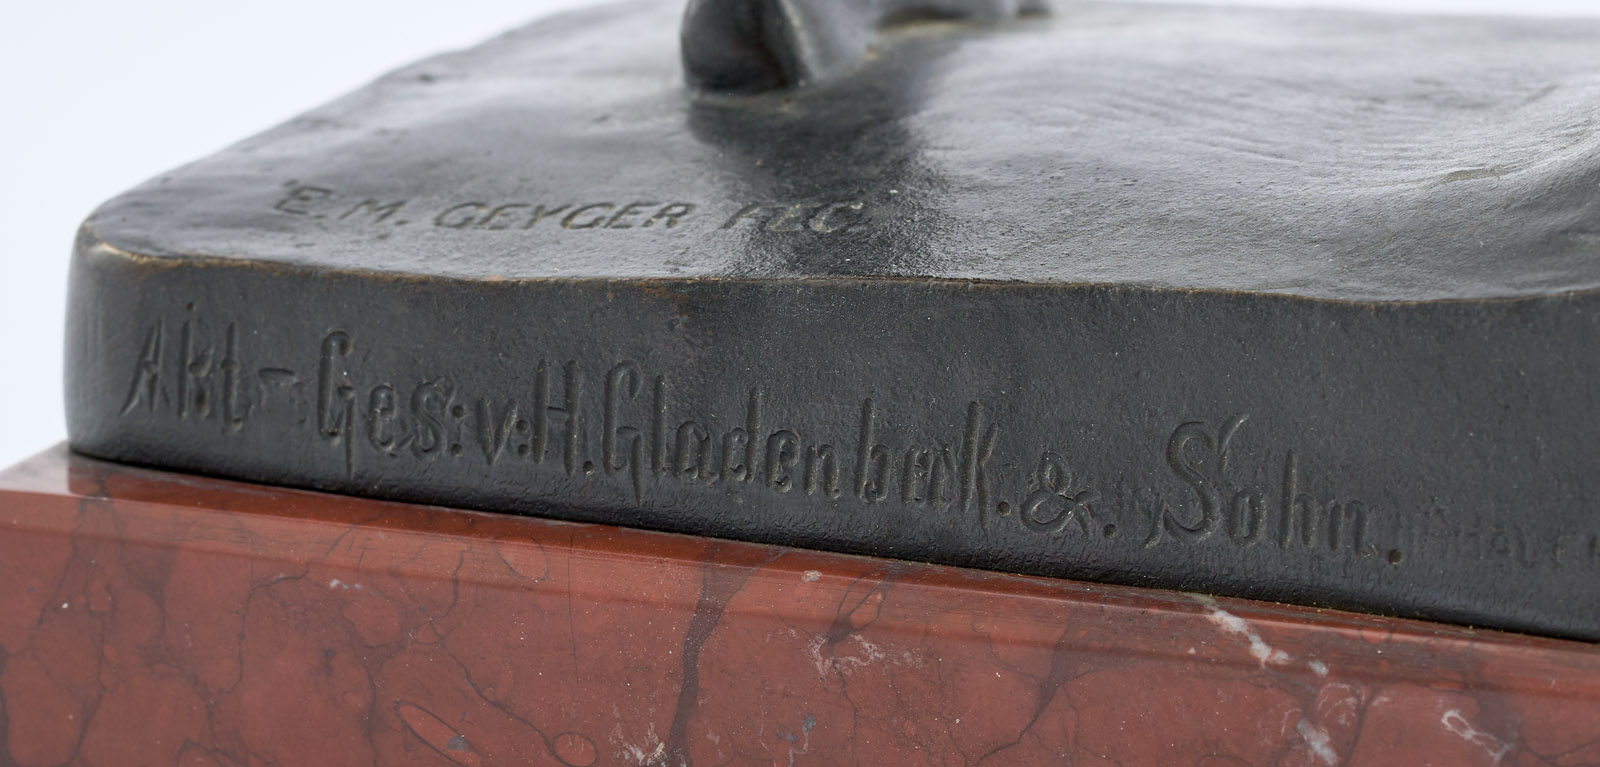 E. M. GEYGER FEC.
Akt-Ges: v: H. Gladenbeck. & Sohn.